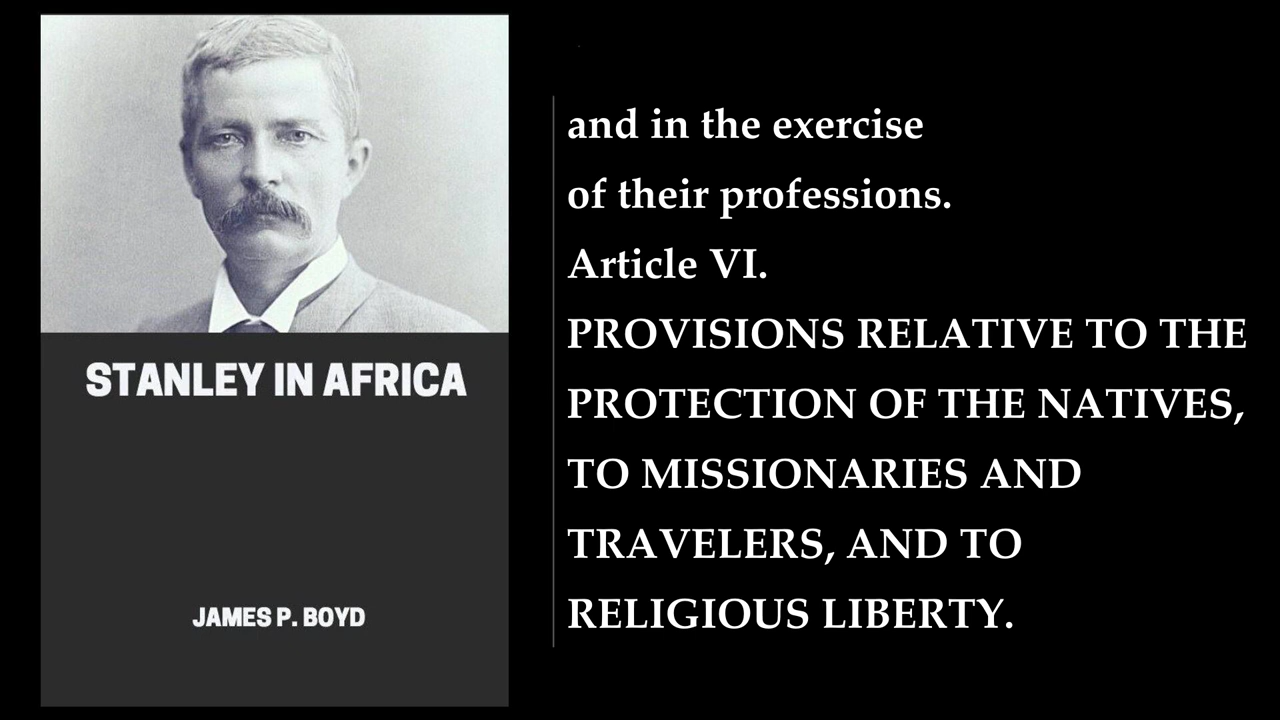 STANLEY IN AFRICA
JAMES P. BOYD
and in the exercise
of their professions.
Article VI.
PROVISIONS RELATIVE TO THE
PROTECTION OF THE NATIVES,
TO MISSIONARIES AND
TRAVELERS, AND TO
RELIGIOUS LIBERTY.